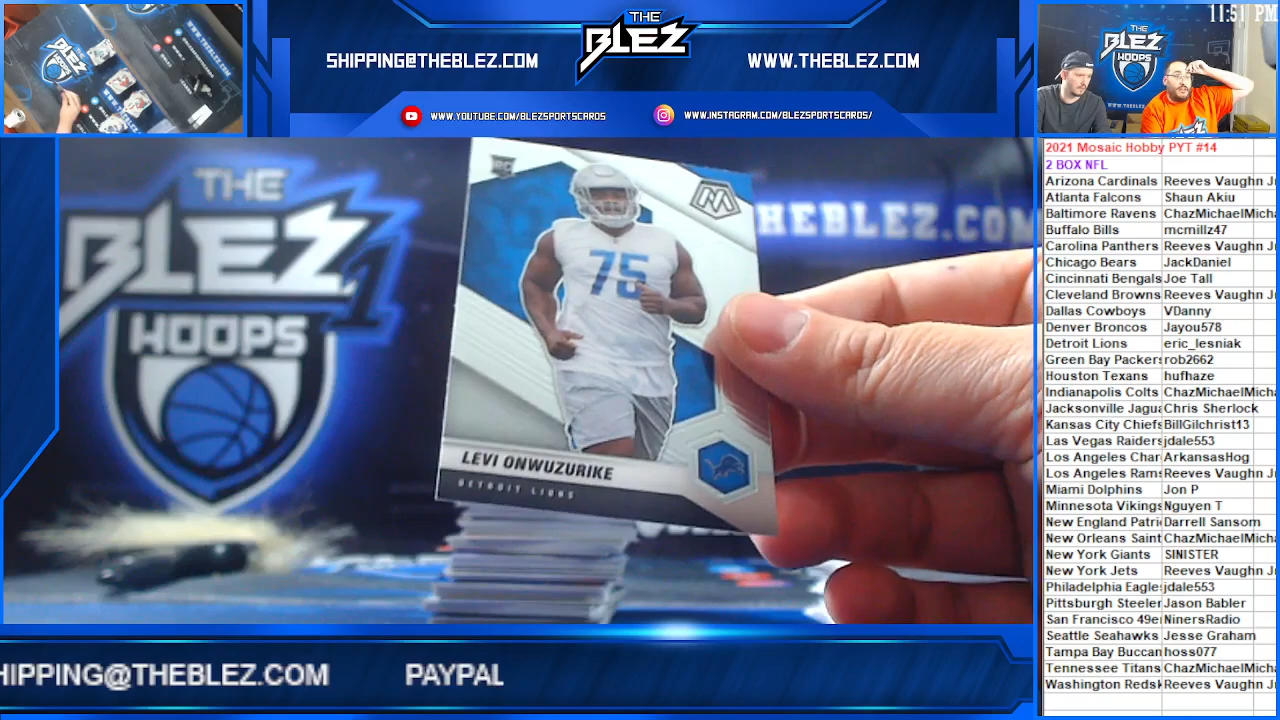 11:51 PM
THE
BLEZ
SHIPPING@THEBLEZ.COM
WWW.THEBLEZ.COM
WWW.YOUTUBE.COM/BLEZSPORTSCARDS
WWW.INSTAGRAM.COM/BLEZSPORTSCARDS/
THE
BLEZ
HOOPS
THE
BLEZ
HOOPS
THEBLEZ.COM
RC
M
75
LEVI ONWUZURIKE
DETROIT LIONS
2021 Mosaic Hobby PYT #14
2 BOX NFL
Arizona Cardinals Reeves Vaughn J
Atlanta Falcons Shaun Akiu
Baltimore Ravens ChazMichaelMicha
Buffalo Bills mcmillz47
Carolina Panthers Reeves Vaughn J
Chicago Bears JackDaniel
Cincinnati Bengals Joe Tall
Cleveland Browns Reeves Vaughn J
Dallas Cowboys VDanny
Denver Broncos Jayou578
Detroit Lions eric_lesniak
Green Bay Packers rob2662
Houston Texans hufhaze
Indianapolis Colts ChazMichaelMicha
Jacksonville Jagua Chris Sherlock
Kansas City Chiefs BillGilchrist13
Las Vegas Raiders jdale553
Los Angeles Char ArkansasHog
Los Angeles Rams Reeves Vaughn J
Miami Dolphins Jon P
Minnesota Vikings Nguyen T
New England Patri Darrell Sansom
New Orleans Saint ChazMichaelMicha
New York Giants SINISTER
New York Jets Reeves Vaughn J
Philadelphia Eagle jdale553
Pittsburgh Steeler Jason Babler
San Francisco 49e NinersRadio
Seattle Seahawks Jesse Graham
Tampa Bay Buccan hoss077
Tennessee Titans ChazMichaelMicha
Washington Redsk Reeves Vaughn J
HIPPING@THEBLEZ.COM PAYPAL